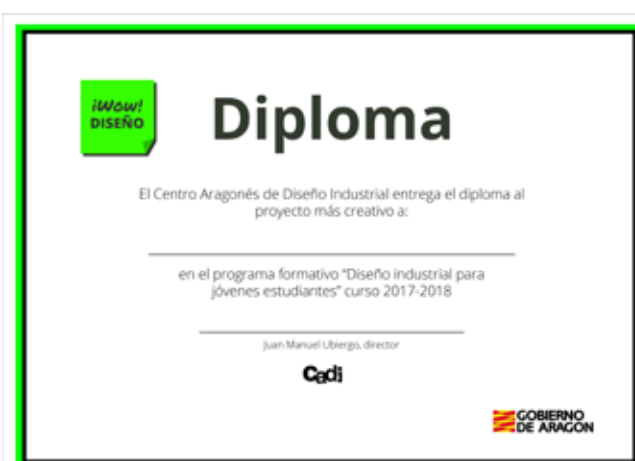 ¡Wow!
DISEÑO
Diploma
El Centro Aragonés de Diseño Industrial entrega el diploma al
proyecto más creativo a:
en el programa formativo “Diseño industrial para
jóvenes estudiantes” curso 2017-2018
Juan Manuel Ubiergo, director
Cadi
GOBIERNO
DE ARAGON